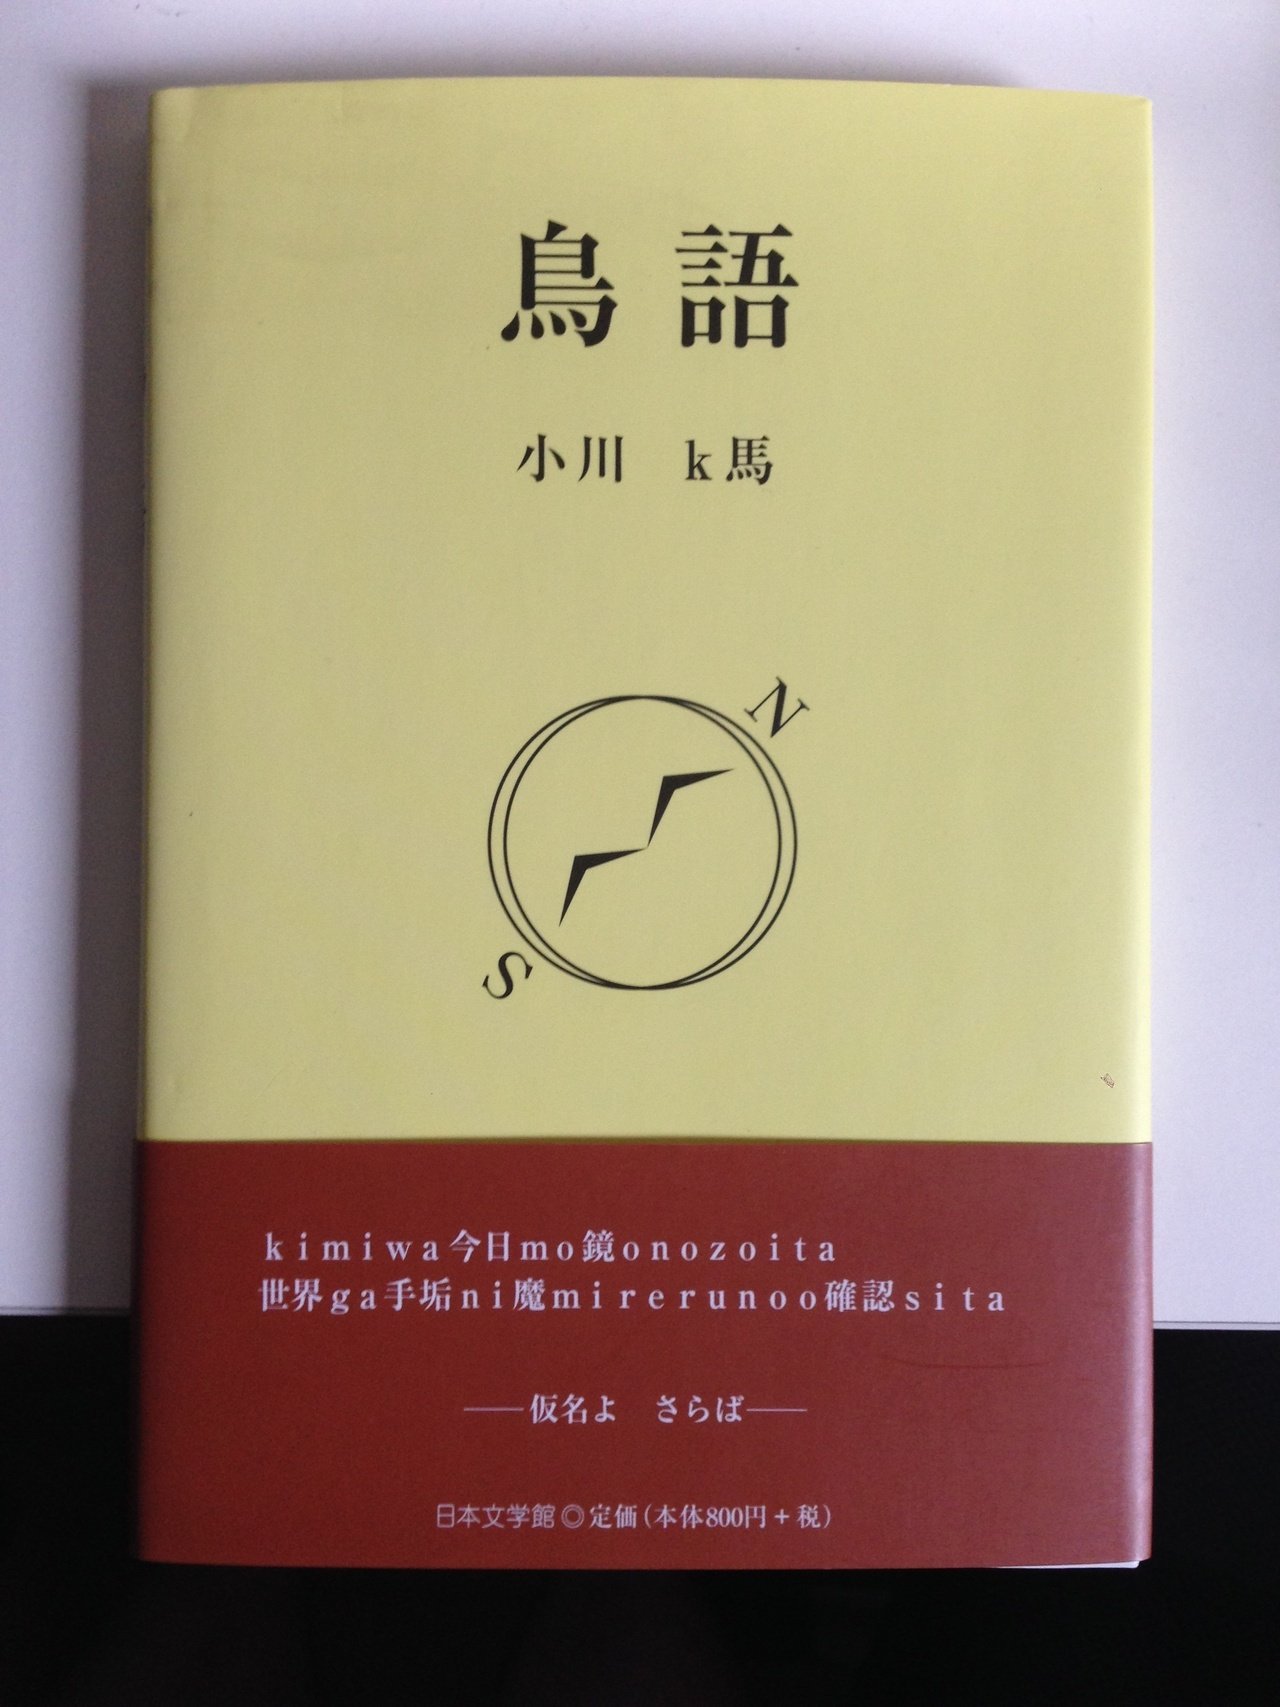 鳥語
小川　k馬
N
S
kimiwa今日mo鏡onozoita
世界ga手垢ni魔mirerunoo確認sita
──仮名よ　さらば──
日本文学館◎定価(本体800円+税)